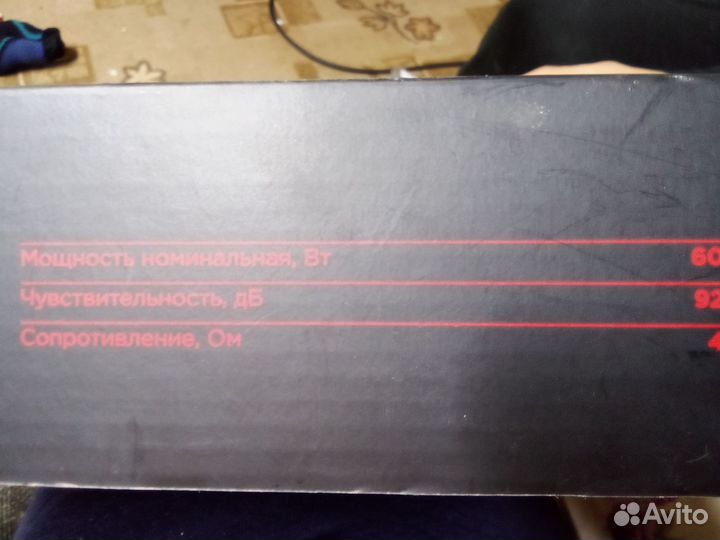 Мощность номинальная, Вт 60
Чувствительность, дБ 92
Сопротивление, Ом 4
Avito